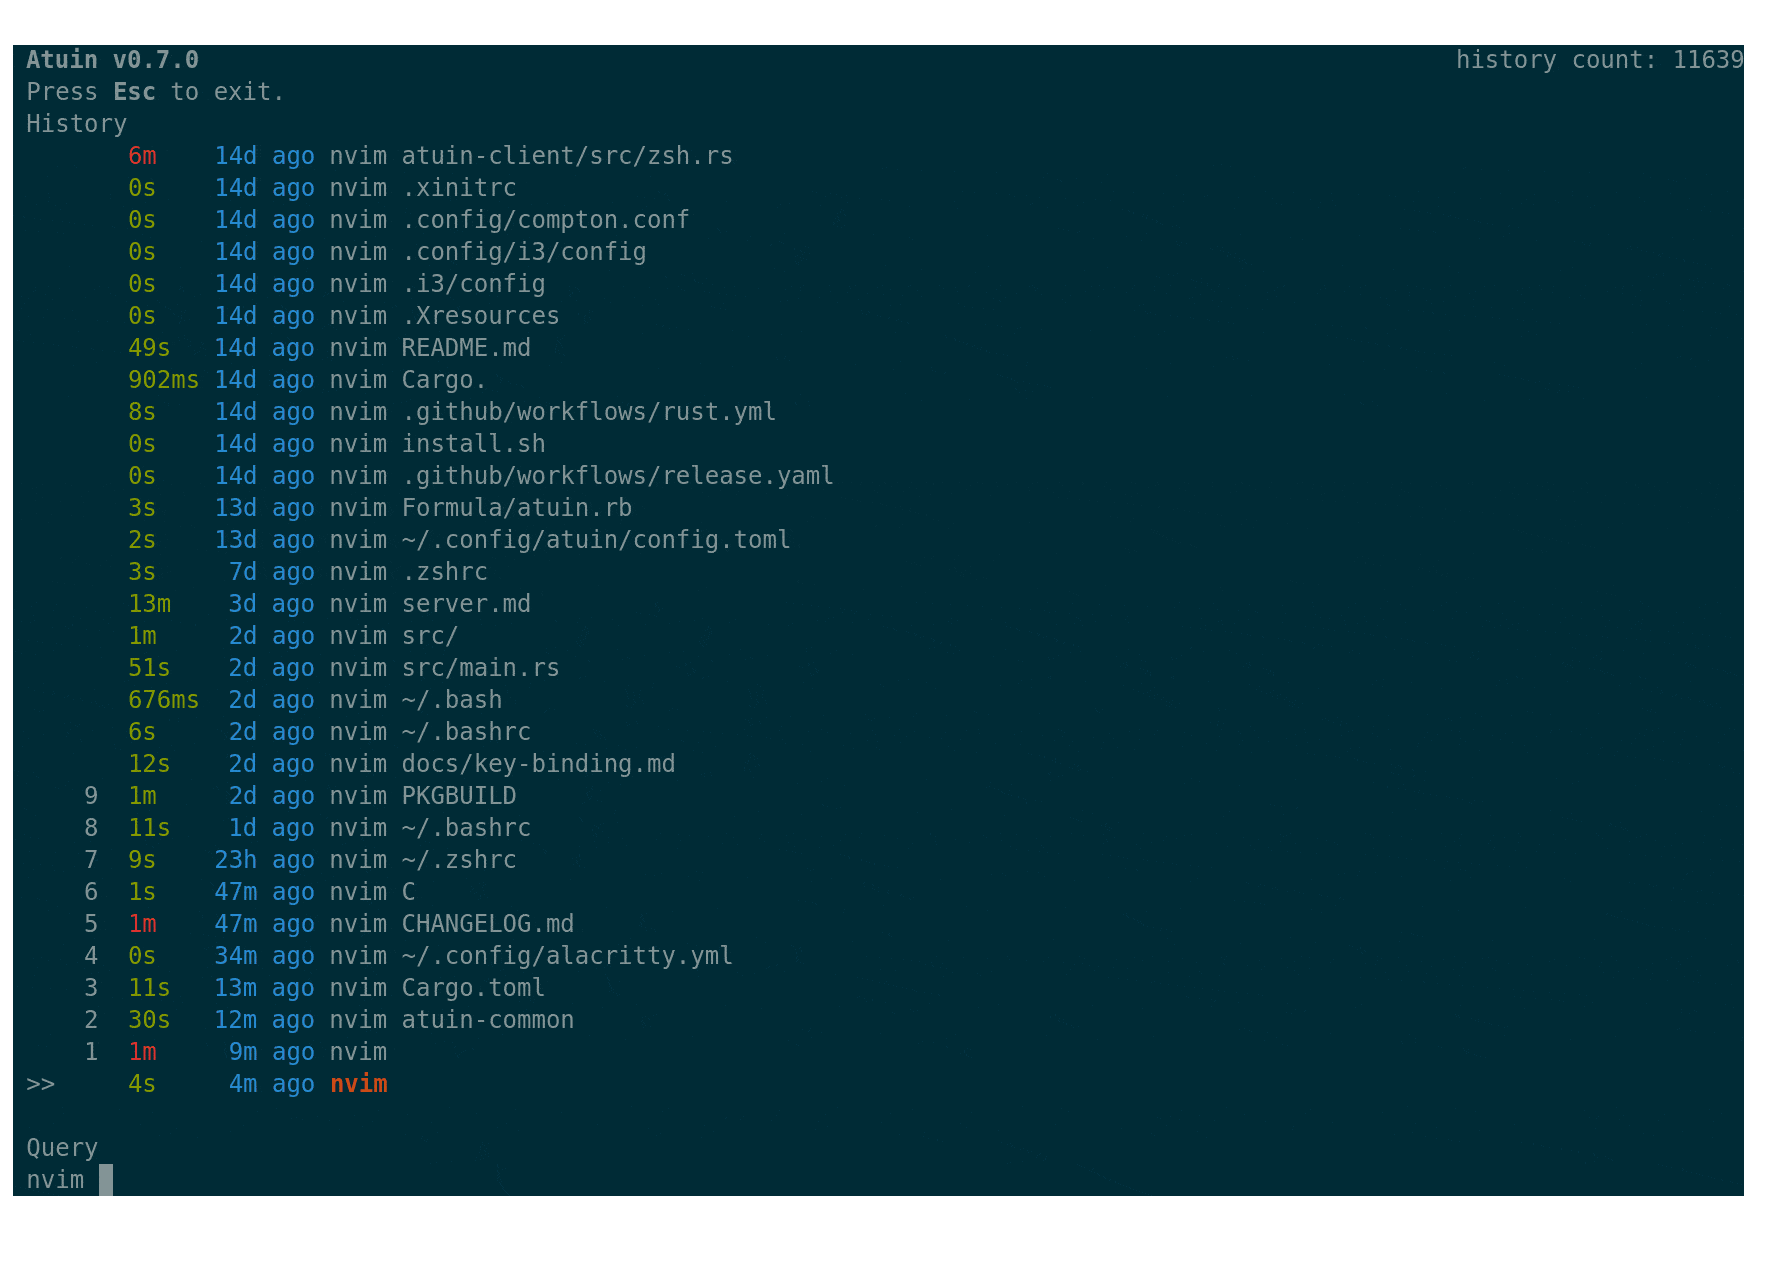 Atuin v0.7.0 history count: 11639
Press Esc to exit.
History
6m 14d ago nvim atuin-client/src/zsh.rs
0s 14d ago nvim .xinitrc
0s 14d ago nvim .config/compton.conf
0s 14d ago nvim .config/i3/config
0s 14d ago nvim .i3/config
0s 14d ago nvim .Xresources
49s 14d ago nvim README.md
902ms 14d ago nvim Cargo.
8s 14d ago nvim .github/workflows/rust.yml
0s 14d ago nvim install.sh
0s 14d ago nvim .github/workflows/release.yaml
3s 13d ago nvim Formula/atuin.rb
2s 13d ago nvim ~/.config/atuin/config.toml
3s 7d ago nvim .zshrc
13m 3d ago nvim server.md
1m 2d ago nvim src/
51s 2d ago nvim src/main.rs
676ms 2d ago nvim ~/.bash
6s 2d ago nvim ~/.bashrc
12s 2d ago nvim docs/key-binding.md
9 1m 2d ago nvim PKGBUILD
8 11s 1d ago nvim ~/.bashrc
7 9s 23h ago nvim ~/.zshrc
6 1s 47m ago nvim C
5 1m 47m ago nvim CHANGELOG.md
4 0s 34m ago nvim ~/.config/alacritty.yml
3 11s 13m ago nvim Cargo.toml
2 30s 12m ago nvim atuin-common
1 1m 9m ago nvim
>> 4s 4m ago nvim
Query
nvim